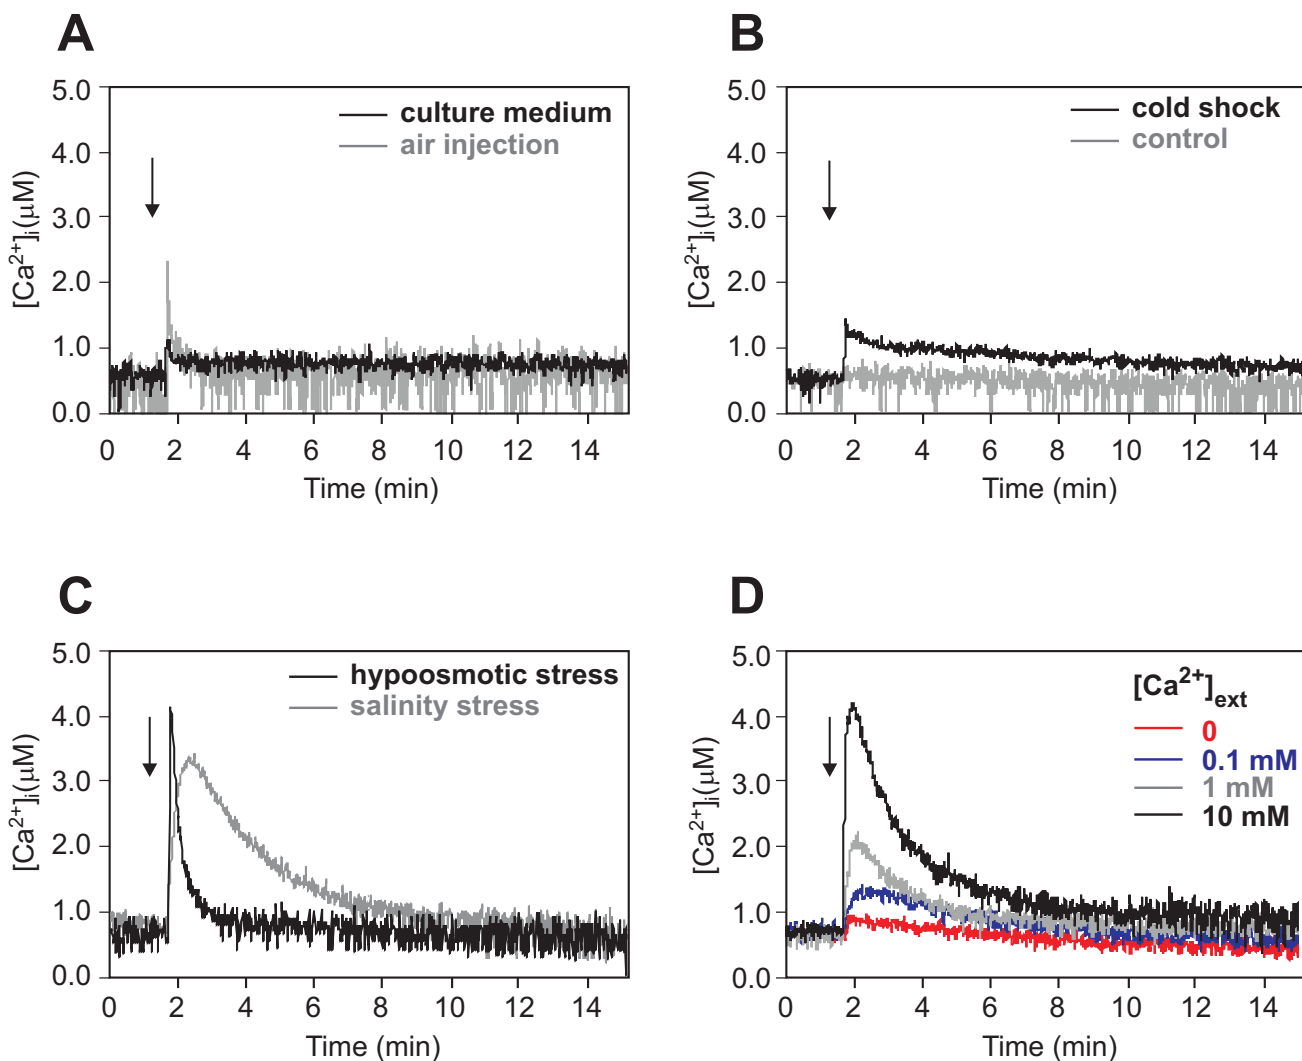 A
5.0
4.0
3.0
2.0
1.0
0.0
[Ca²⁺]ᵢ(μM)
culture medium
air injection
0 2 4 6 8 10 12 14
Time (min)
B
5.0
4.0
3.0
2.0
1.0
0.0
[Ca²⁺]ᵢ(μM)
cold shock
control
0 2 4 6 8 10 12 14
Time (min)
C
5.0
4.0
3.0
2.0
1.0
0.0
[Ca²⁺]ᵢ(μM)
hypoosmotic stress
salinity stress
0 2 4 6 8 10 12 14
Time (min)
D
5.0
4.0
3.0
2.0
1.0
0.0
[Ca²⁺]ᵢ(μM)
[Ca²⁺]ext
0
0.1 mM
1 mM
10 mM
0 2 4 6 8 10 12 14
Time (min)